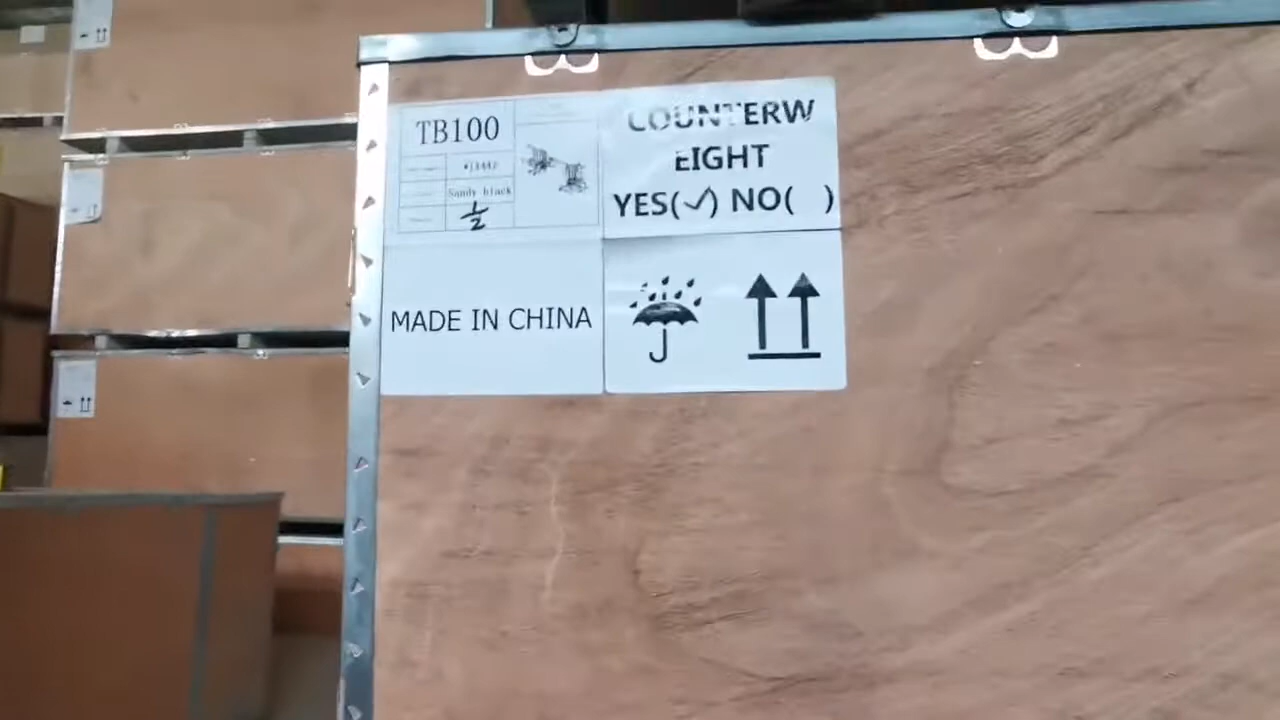 TB100
Sandy black
1/2
COUNTERW
EIGHT
YES(✓) NO( )
MADE IN CHINA